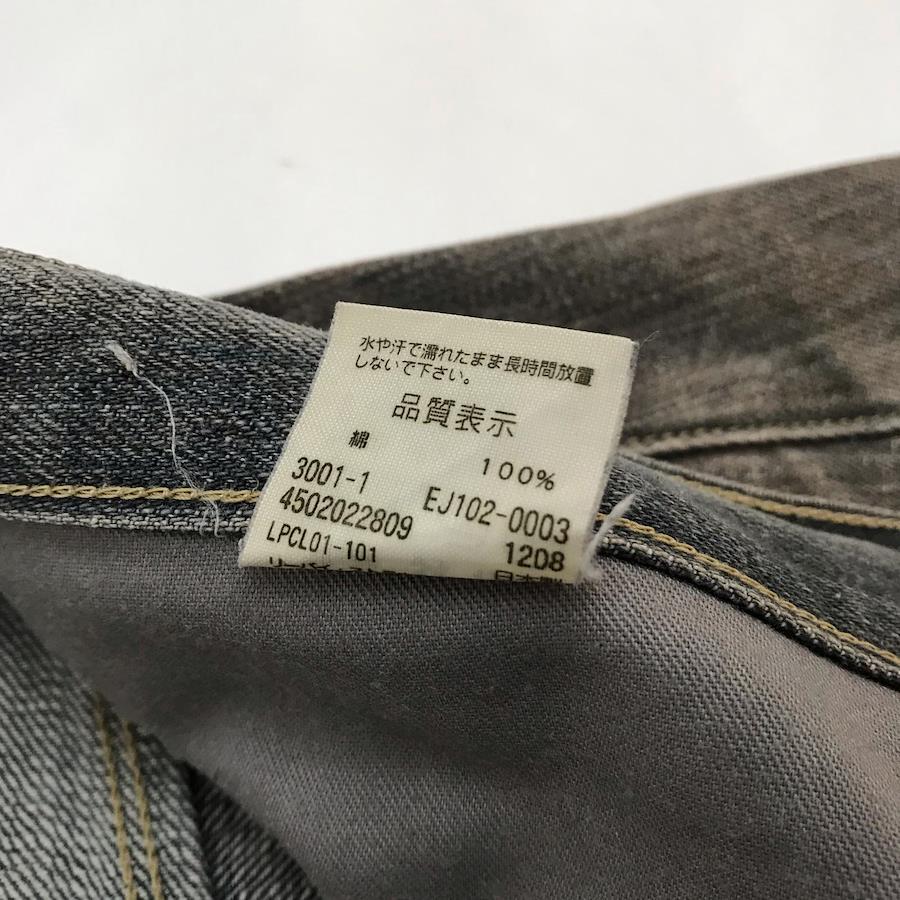 水や汗で濡れたまま長時間放置
しないで下さい。
品質表示
綿 100%
3001-1
4502022809 EJ102-0003
LPCL01-101 1208